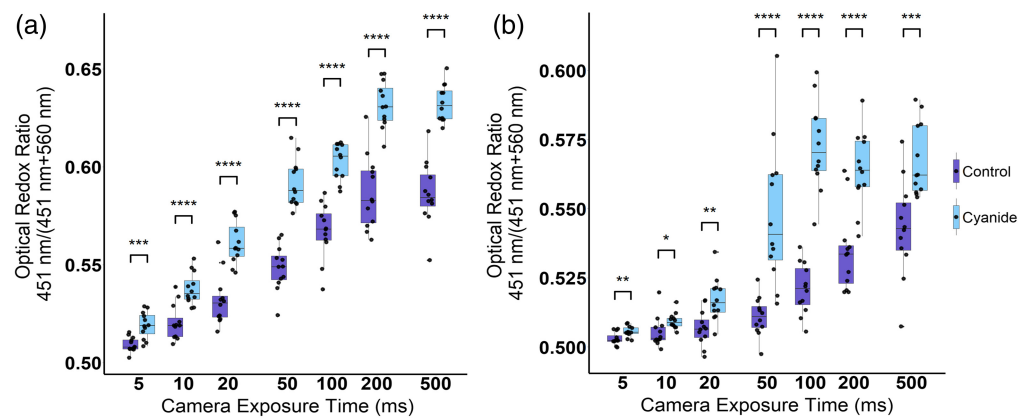 (a)
Optical Redox Ratio
451 nm/(451 nm+560 nm)
0.65
0.60
0.55
0.50
***
****
****
****
****
****
****
5 10 20 50 100 200 500
Camera Exposure Time (ms)
(b)
Optical Redox Ratio
451 nm/(451 nm+560 nm)
0.600
0.575
0.550
0.525
0.500
**
*
**
****
****
****
***
5 10 20 50 100 200 500
Camera Exposure Time (ms)
Control
Cyanide